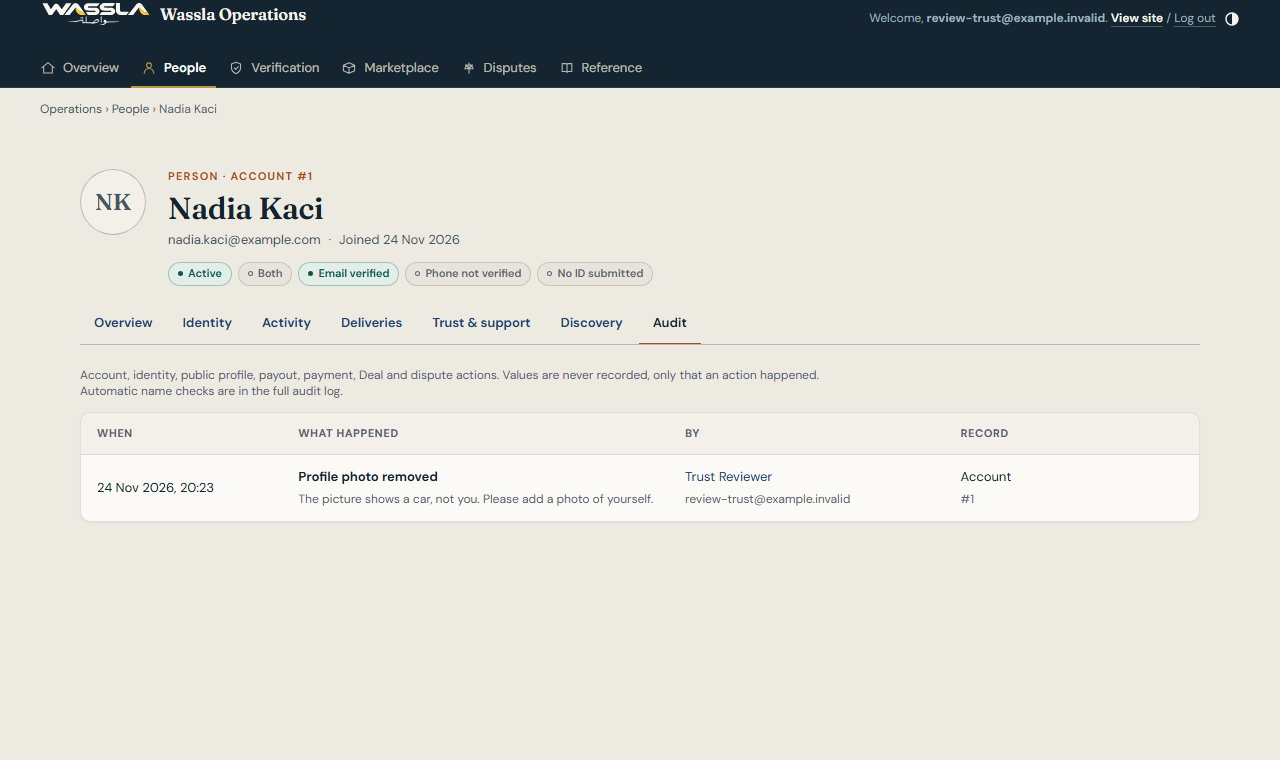 WASSLA
واصلة
Wassla Operations
Welcome, review-trust@example.invalid. View site / Log out
Overview
People
Verification
Marketplace
Disputes
Reference
Operations › People › Nadia Kaci
NK
PERSON · ACCOUNT #1
Nadia Kaci
nadia.kaci@example.com · Joined 24 Nov 2026
Active
Both
Email verified
Phone not verified
No ID submitted
Overview
Identity
Activity
Deliveries
Trust & support
Discovery
Audit
Account, identity, public profile, payout, payment, Deal and dispute actions. Values are never recorded, only that an action happened.
Automatic name checks are in the full audit log.
WHEN
WHAT HAPPENED
BY
RECORD
24 Nov 2026, 20:23
Profile photo removed
The picture shows a car, not you. Please add a photo of yourself.
Trust Reviewer
review-trust@example.invalid
Account
#1